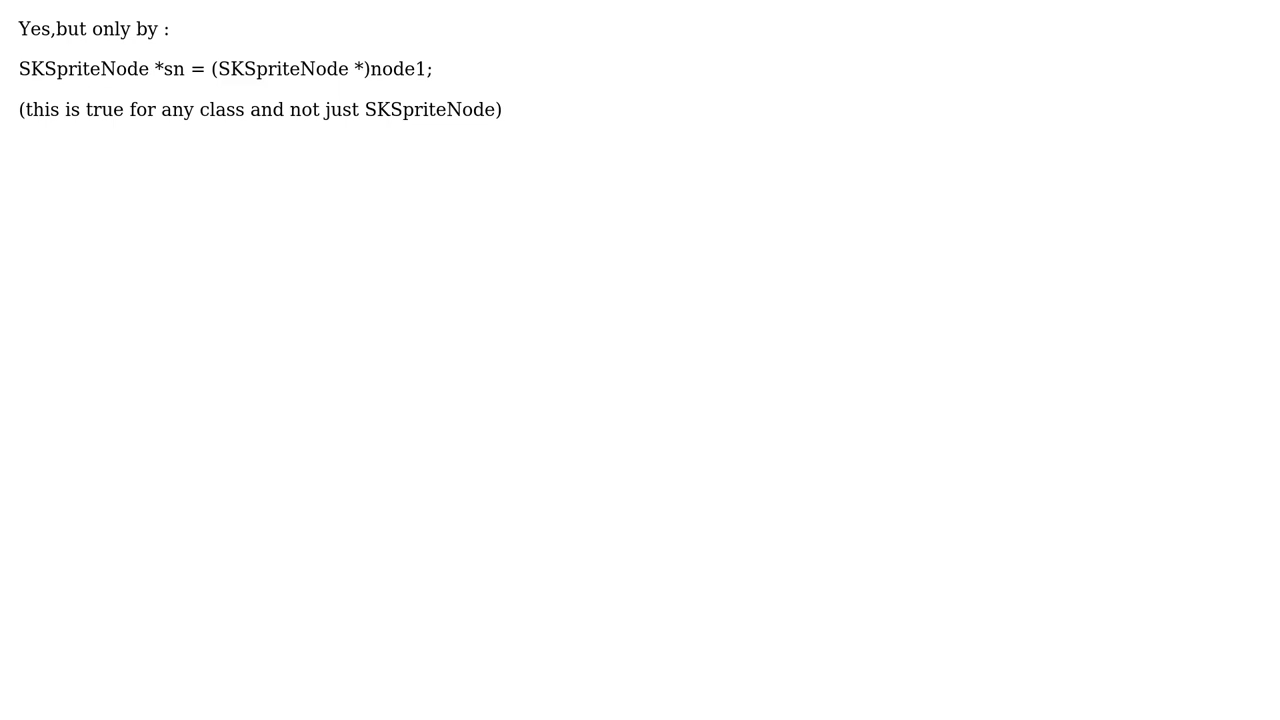 Yes,but only by :
SKSpriteNode *sn = (SKSpriteNode *)node1;
(this is true for any class and not just SKSpriteNode)